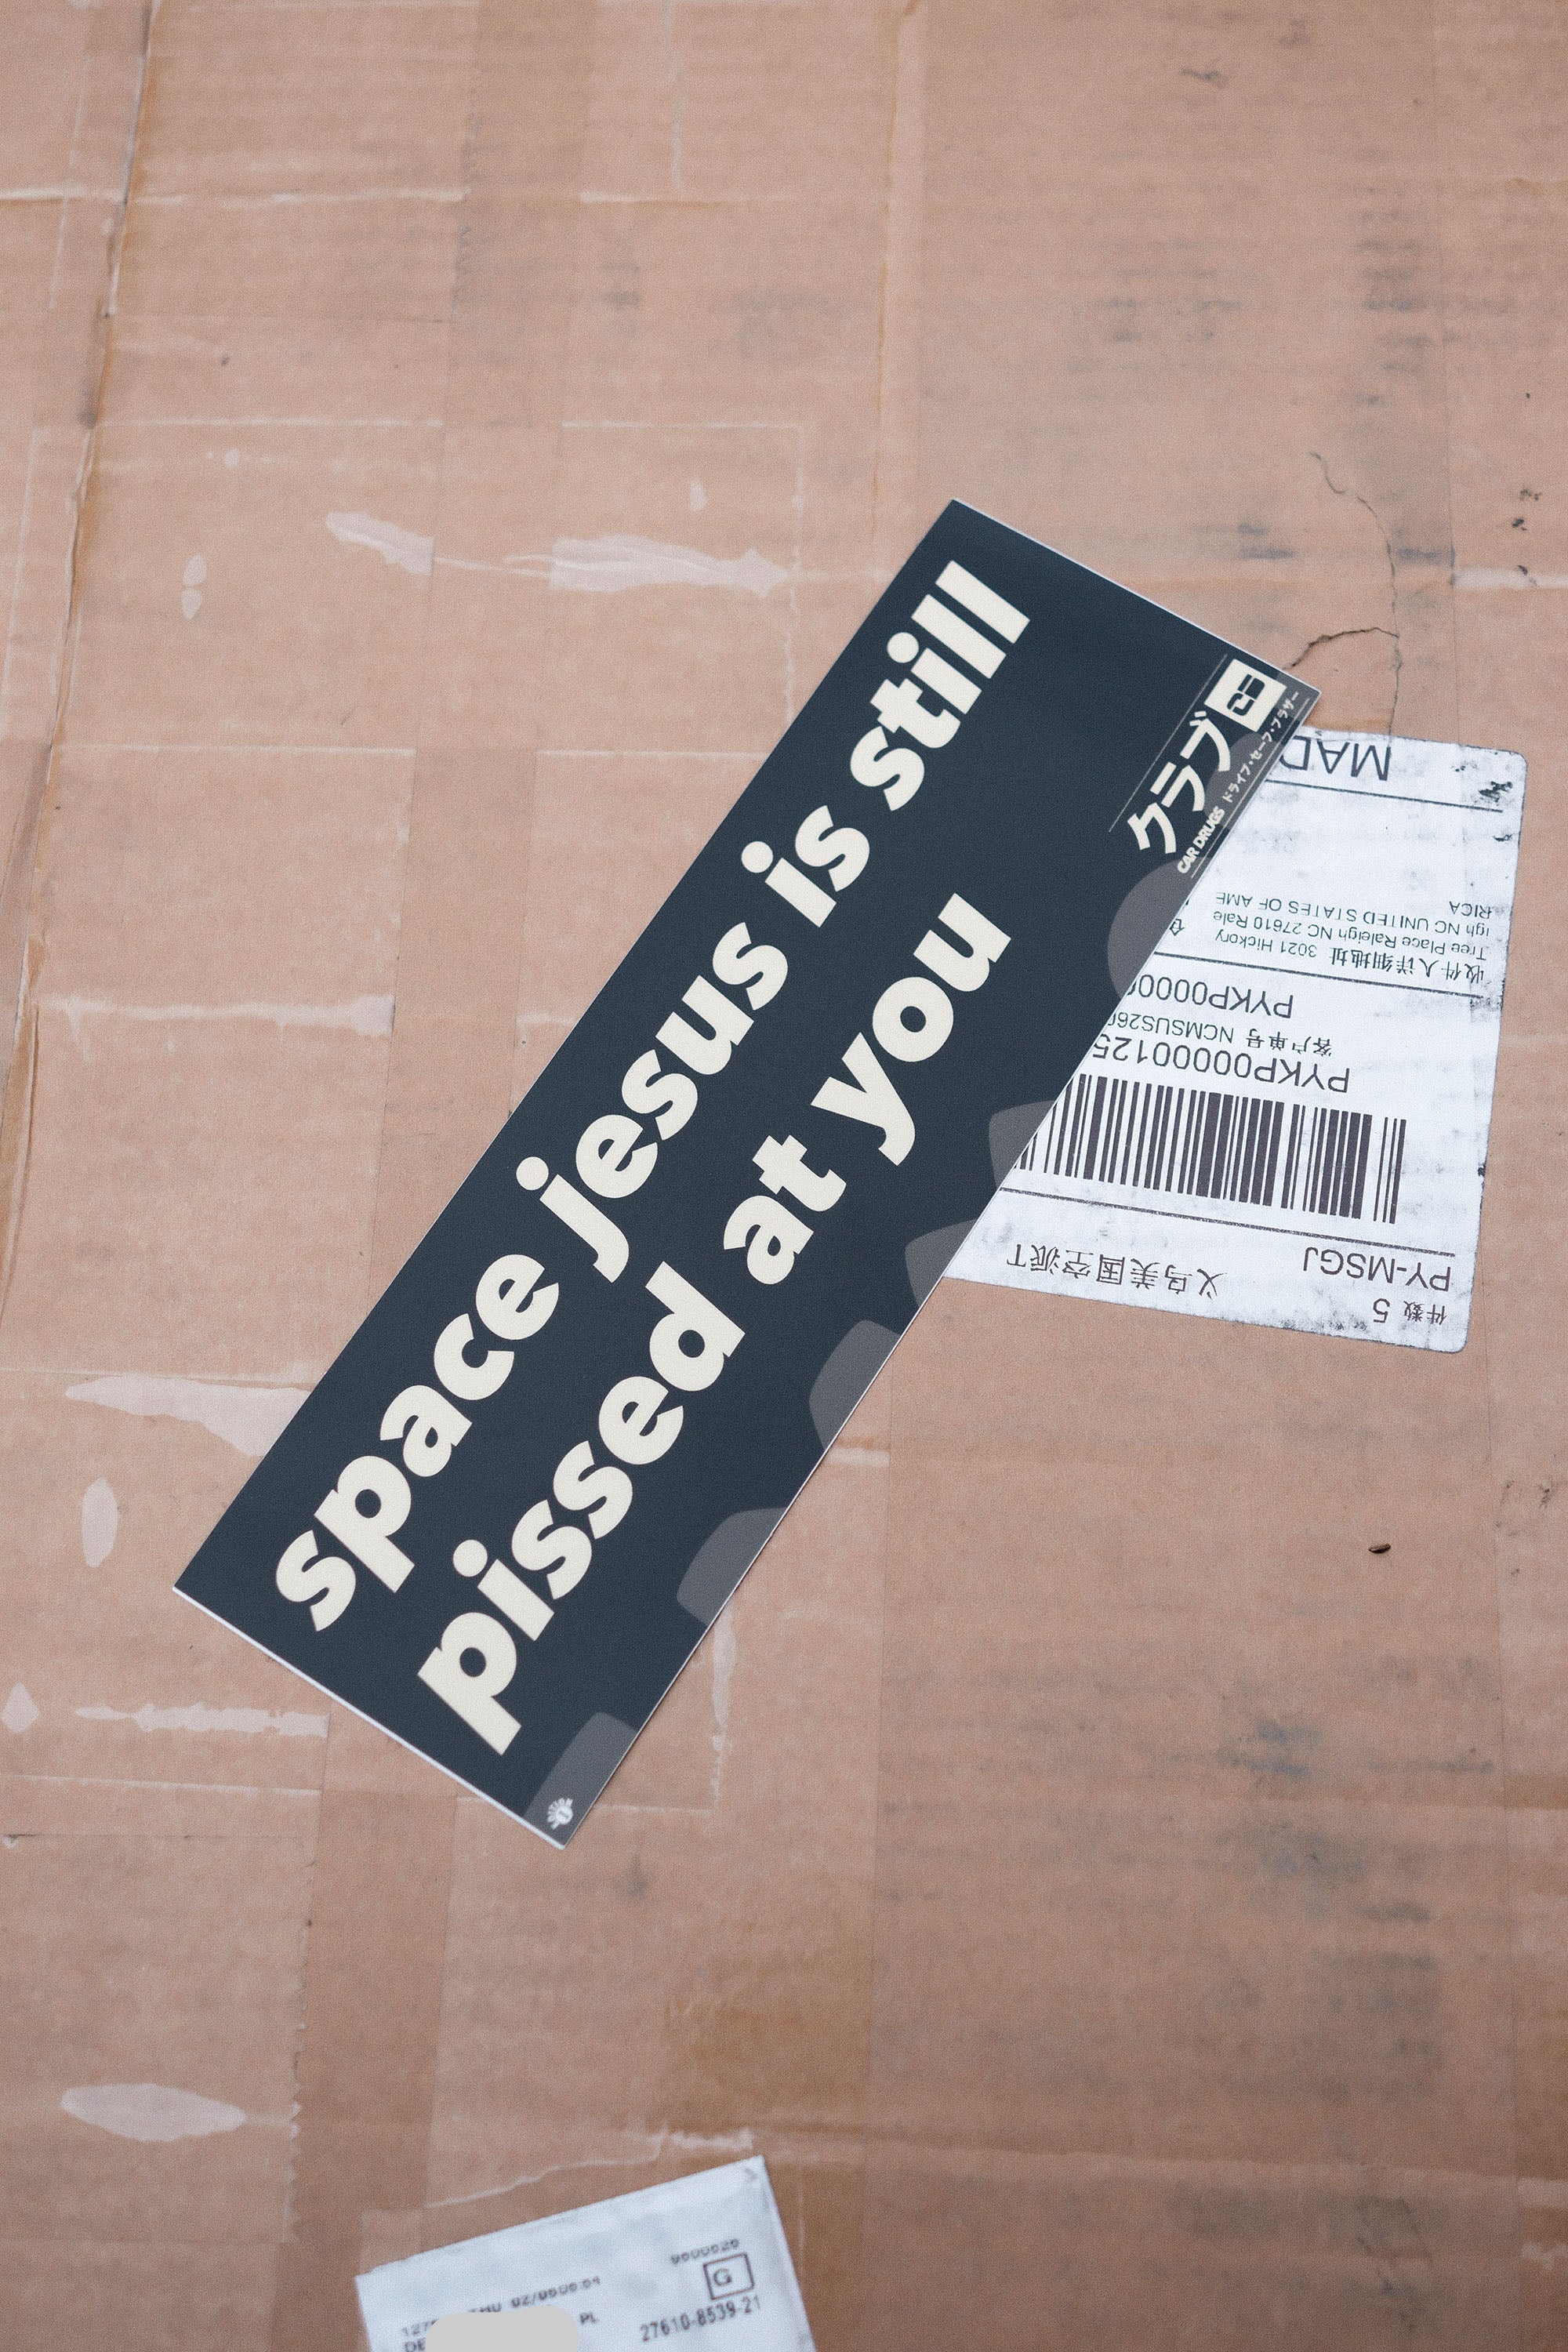 space jesus is still
pissed at you
クラブ
CAR DRUGS ドライブ・セーフ・ブラザー
件数 5
PY-MSGJ 义乌美国空派T
PYKP00000125
客户单号 NCMSUS26
PYKP0000
收件人详细地址 3021 Hickory
Tree Place Raleigh NC 27610 Rale
igh NC UNITED STATES OF AME
RICA
MAD
9600620
G
27610-8539-21
PL